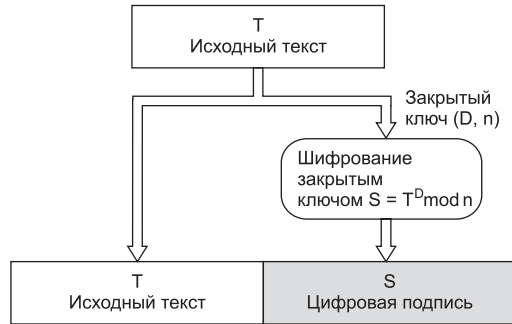 T
Исходный текст
Закрытый
ключ (D, n)
Шифрование
закрытым
ключом S = T^D mod n
T
Исходный текст
S
Цифровая подпись